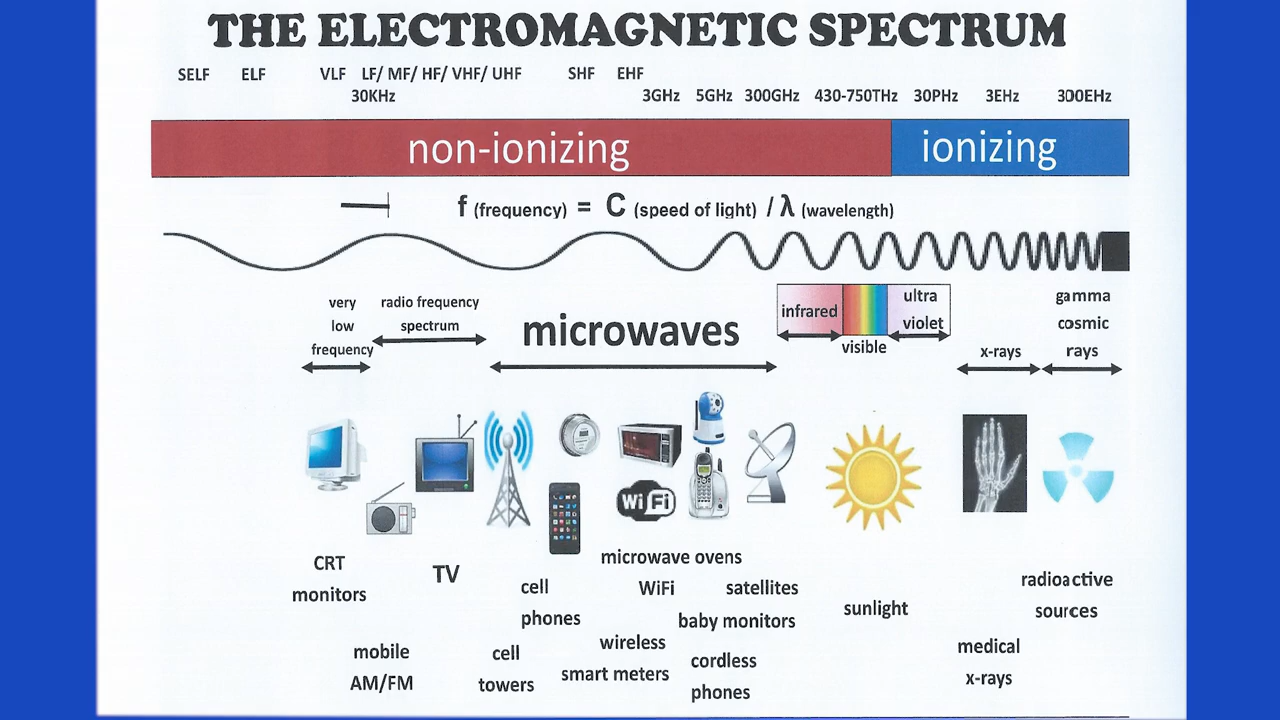 THE ELECTROMAGNETIC SPECTRUM
SELF ELF VLF LF/ MF/ HF/ VHF/ UHF SHF EHF
30KHz 3GHz 5GHz 300GHz 430-750THz 30PHz 3EHz 300EHz
non-ionizing ionizing
f (frequency) = C (speed of light) / λ (wavelength)
very
low
frequency
radio frequency
spectrum
microwaves
infrared
visible
ultra
violet
x-rays
gamma
cosmic
rays
WiFi
CRT
monitors
mobile
AM/FM
TV
cell
phones
cell
towers
microwave ovens
WiFi
wireless
smart meters
satellites
baby monitors
cordless
phones
sunlight
medical
x-rays
radioactive
sources